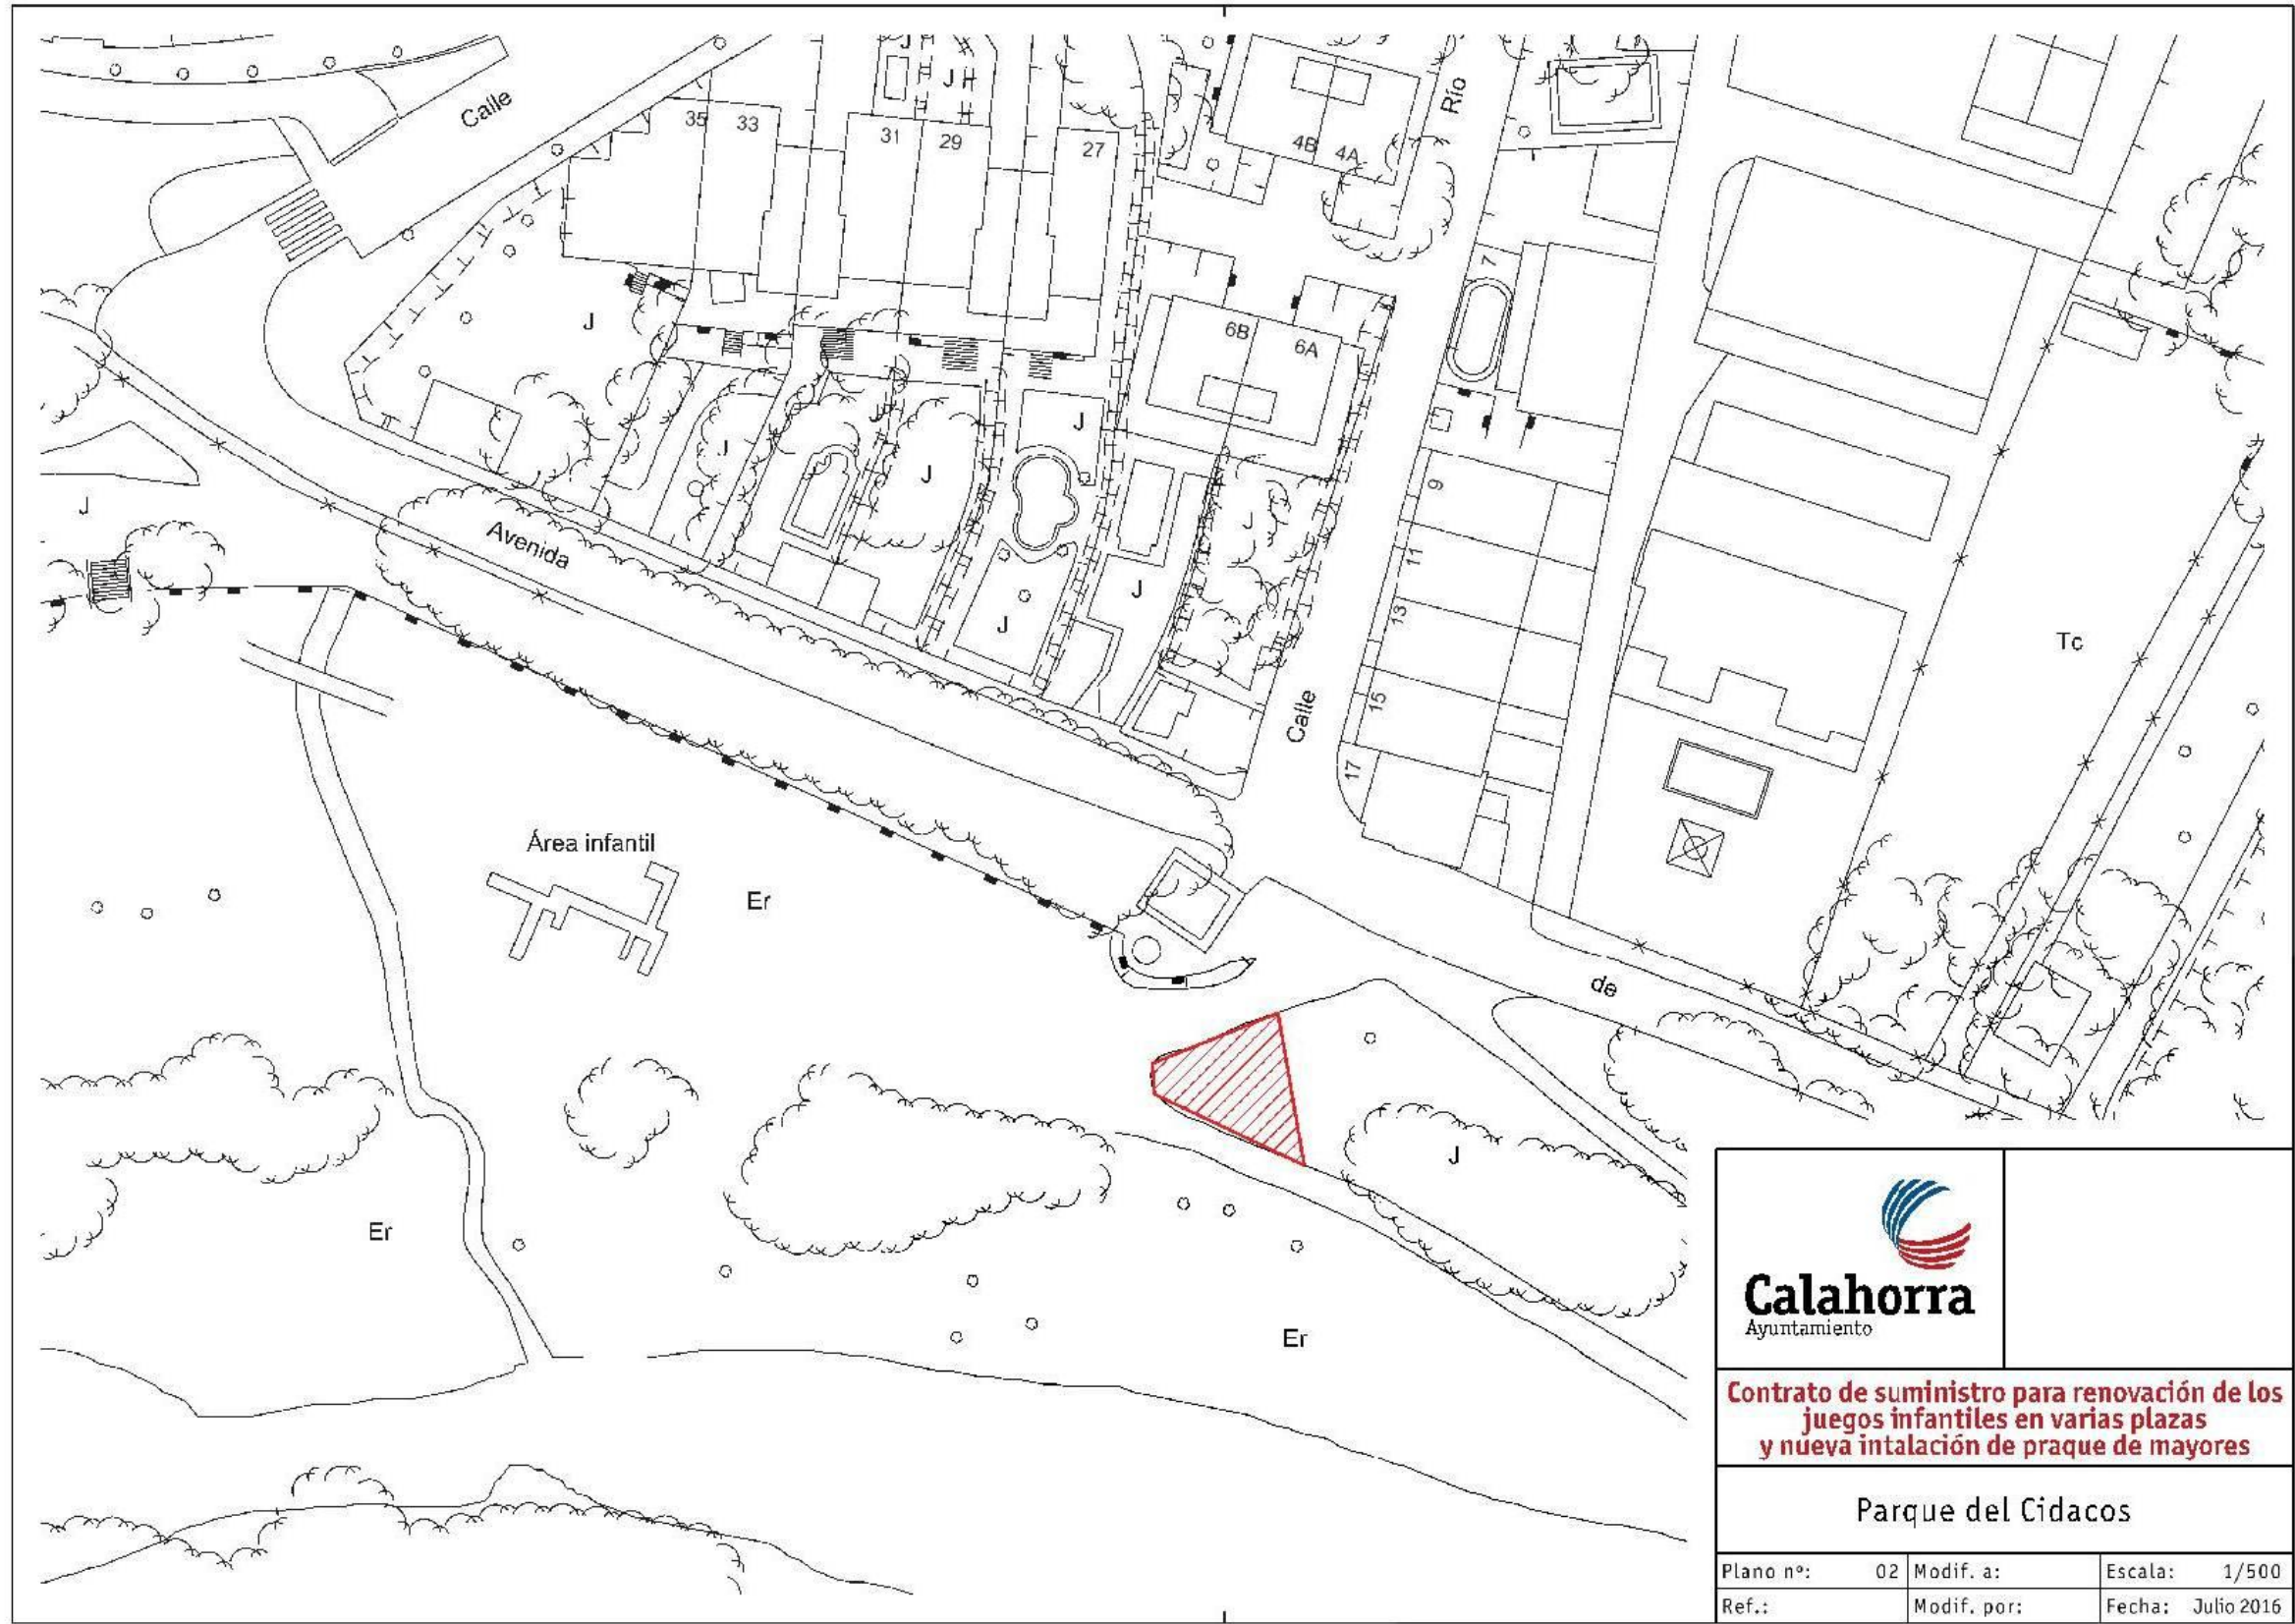 Calle
Río
35
33
31
29
27
4B
4A
J
J
7
J
6B
6A
J
J
J
J
J
9
J
Avenida
11
J
J
13
Tc
15
Calle
17
Área infantil
Er
de
J
Er
Er
Calahorra
Ayuntamiento
Contrato de suministro para renovación de los
juegos infantiles en varias plazas
y nueva intalación de praque de mayores
Parque del Cidacos
Plano nº: 02 Modif. a: Escala: 1/500
Ref.: Modif. por: Fecha: Julio 2016